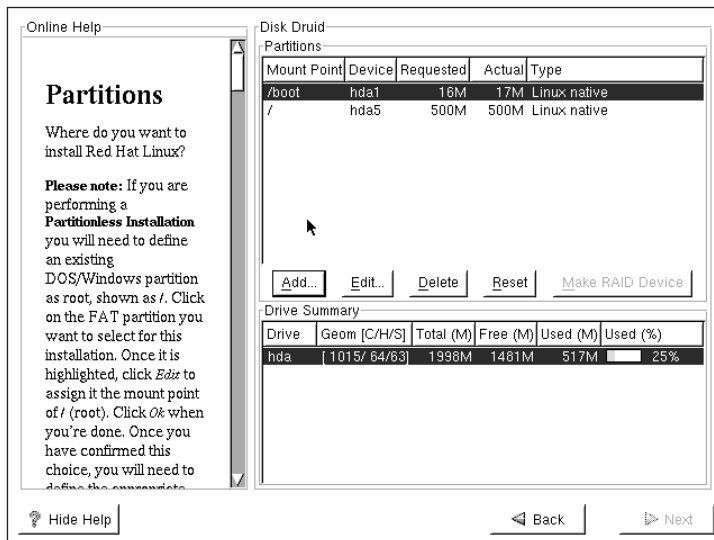 Online Help
Partitions
Where do you want to
install Red Hat Linux?
Please note: If you are
performing a
Partitionless Installation
you will need to define
an existing
DOS/Windows partition
as root, shown as /. Click
on the FAT partition you
want to select for this
installation. Once it is
highlighted, click Edit to
assign it the mount point
of / (root). Click Ok when
you're done. Once you
have confirmed this
choice, you will need to
define the appropriate
Disk Druid
Partitions
Mount Point Device Requested Actual Type
/boot hda1 16M 17M Linux native
/ hda5 500M 500M Linux native
Add... Edit... Delete Reset Make RAID Device
Drive Summary
Drive Geom [C/H/S] Total (M) Free (M) Used (M) Used (%)
hda [ 1015/ 64/63] 1998M 1481M 517M 25%
Hide Help
Back Next